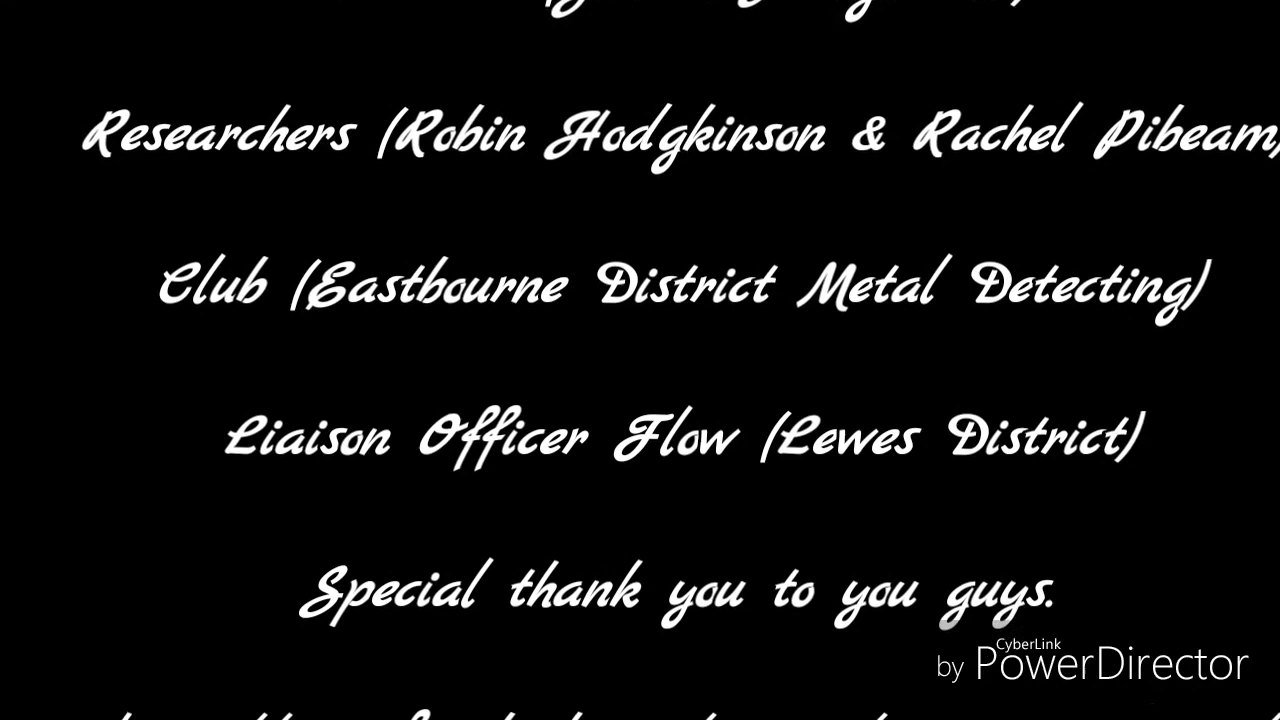 Researchers (Robin Hodgkinson & Rachel Pibeam)
Club (Eastbourne District Metal Detecting)
Liaison Officer Flow (Lewes District)
Special thank you to you guys.
CyberLink
by PowerDirector